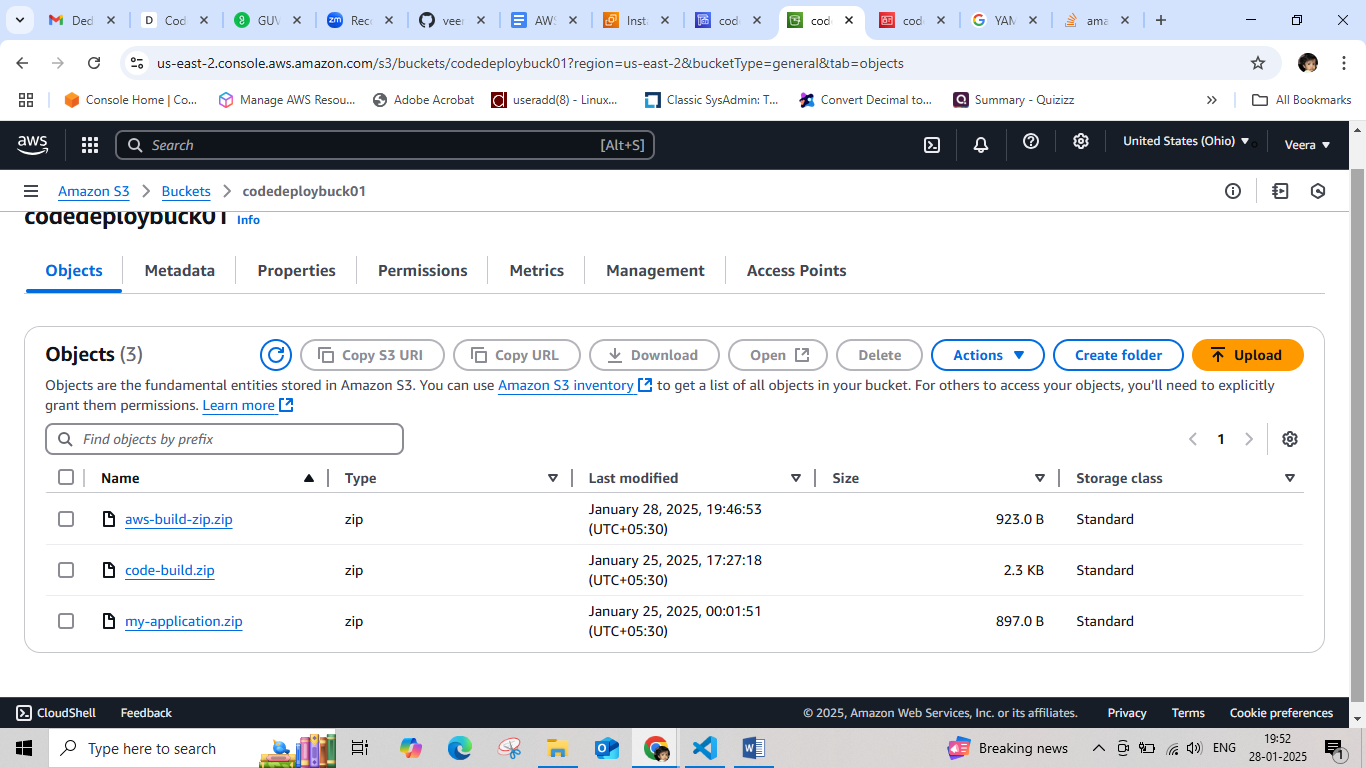 Ded
Cod
GUV
Reco
veer
AWS
Insta
code
code
code
YAM
ama
us-east-2.console.aws.amazon.com/s3/buckets/codedeploybuck01?region=us-east-2&bucketType=general&tab=objects
Console Home | Co...
Manage AWS Resou...
Adobe Acrobat
useradd(8) - Linux...
Classic SysAdmin: T...
Convert Decimal to...
Summary - Quizizz
All Bookmarks
aws
Search
[Alt+S]
United States (Ohio)
Veera
Amazon S3
Buckets
codedeploybuck01
codedeploybuck01 Info
Objects
Metadata
Properties
Permissions
Metrics
Management
Access Points
Objects (3)
Copy S3 URI
Copy URL
Download
Open
Delete
Actions
Create folder
Upload
Objects are the fundamental entities stored in Amazon S3. You can use Amazon S3 inventory to get a list of all objects in your bucket. For others to access your objects, you'll need to explicitly
grant them permissions. Learn more
Find objects by prefix
1
Name
Type
Last modified
Size
Storage class
aws-build-zip.zip
zip
January 28, 2025, 19:46:53
(UTC+05:30)
923.0 B
Standard
code-build.zip
zip
January 25, 2025, 17:27:18
(UTC+05:30)
2.3 KB
Standard
my-application.zip
zip
January 25, 2025, 00:01:51
(UTC+05:30)
897.0 B
Standard
CloudShell
Feedback
© 2025, Amazon Web Services, Inc. or its affiliates.
Privacy
Terms
Cookie preferences
Type here to search
Breaking news
ENG
19:52
28-01-2025
1